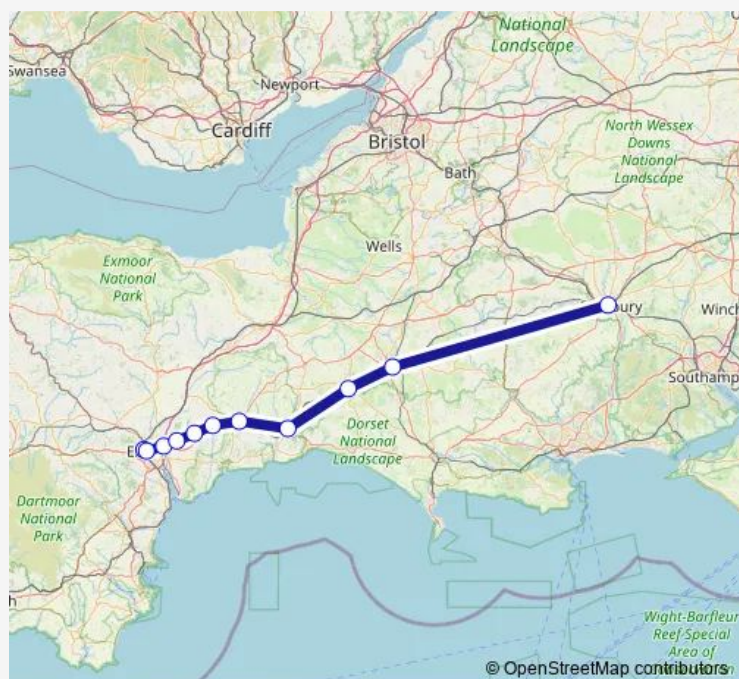 National
Landscape
Swansea
Newport
Cardiff
Bristol
Bath
North Wessex
Downs
National
Landscape
Wells
Exmoor
National
Park
bury
Winch
Southamp
Dorset
National
Landscape
E
Dartmoor
National
Park
h
Wight-Barfleur
Reef Special
Area of
© OpenStreetMap contributors